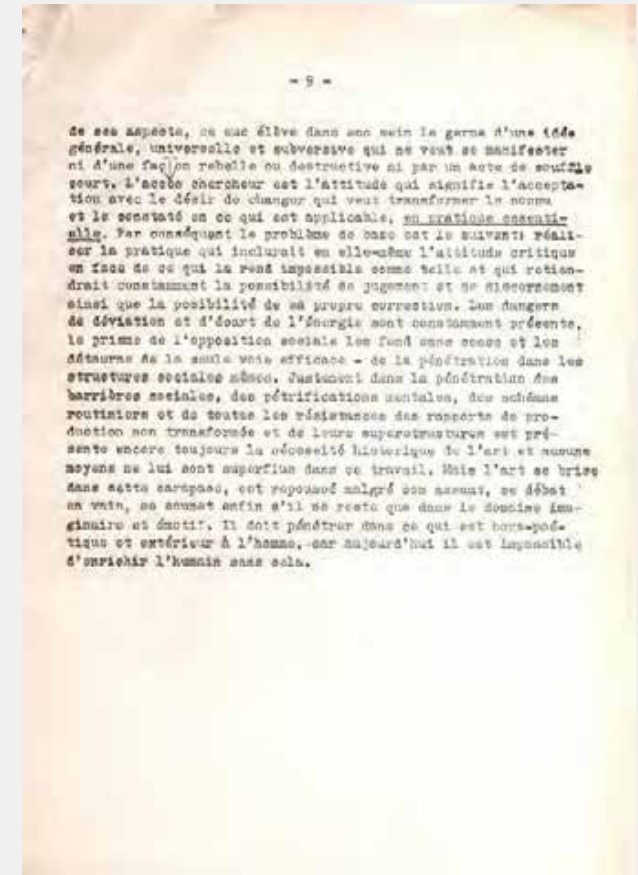 - 9 -
de ses aspects, ce que élève dans son sein le germe d'une idée
générale, universelle et subversive qui ne veut se manifester
ni d'une façon rebelle ou destructive ni par un acte de souffle
court. L'accès chercheur est l'attitude qui signifie l'accepta-
tion avec le désir de changer qui veut transformer le connu
et le constaté en ce qui est applicable, en pratique essenti-
elle. Par conséquent le problème de base est le suivant: réali-
ser la pratique qui inclurait en elle-même l'attitude critique
en face de ce qui la rend impossible comme telle et qui retien-
drait constamment la possibilité de jugement et de discernement
ainsi que la posibilité de sa propre correction. Les dangers
de déviation et d'écart de l'énergie sont constamment présents,
le prisme de l'opposition sociale les fond sans cesse et les
détourne de la seule voie efficace - de la pénétration dans les
structures sociales mêmes. Justement dans la pénétration des
barrières sociales, des pétrifications mentales, des schémas
routiniers et de toutes les résistances des rapports de pro-
duction non transformés et de leurs superstructures est pré-
sente encore toujours la nécessité historique de l'art et aucuns
moyens ne lui sont superflus dans ce travail. Mais l'art se brise
dans cette carapace, est repoussé malgré son assaut, se débat
en vain, se soumet enfin s'il ne reste que dans le domaine ima-
ginaire et émotif. Il doit pénétrer dans ce qui est hors-poé-
tique et extérieur à l'homme, car aujourd'hui il est impossible
d'enrichir l'humain sans cela.